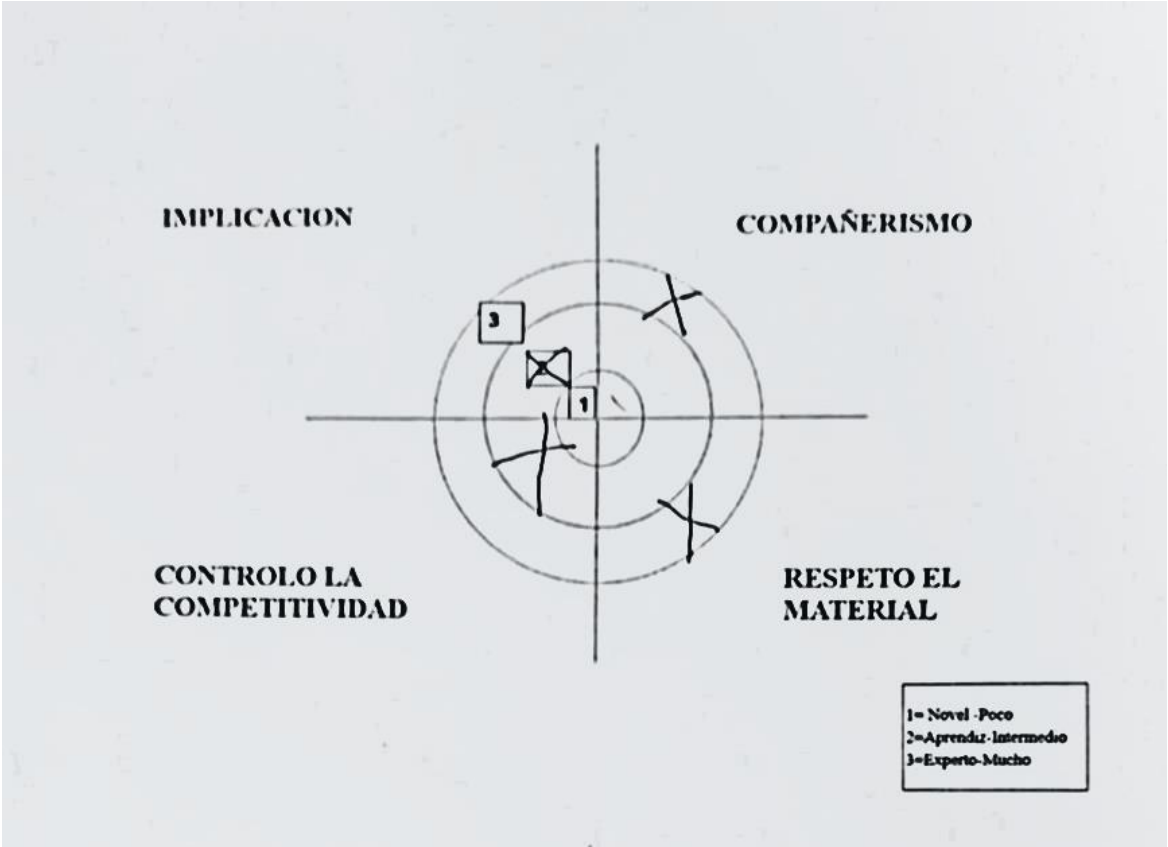 IMPLICACION
COMPAÑERISMO
3
1
CONTROLO LA
COMPETITIVIDAD
RESPETO EL
MATERIAL
1= Novel -Poco
2=Aprendiz-Intermedio
3=Experto-Mucho